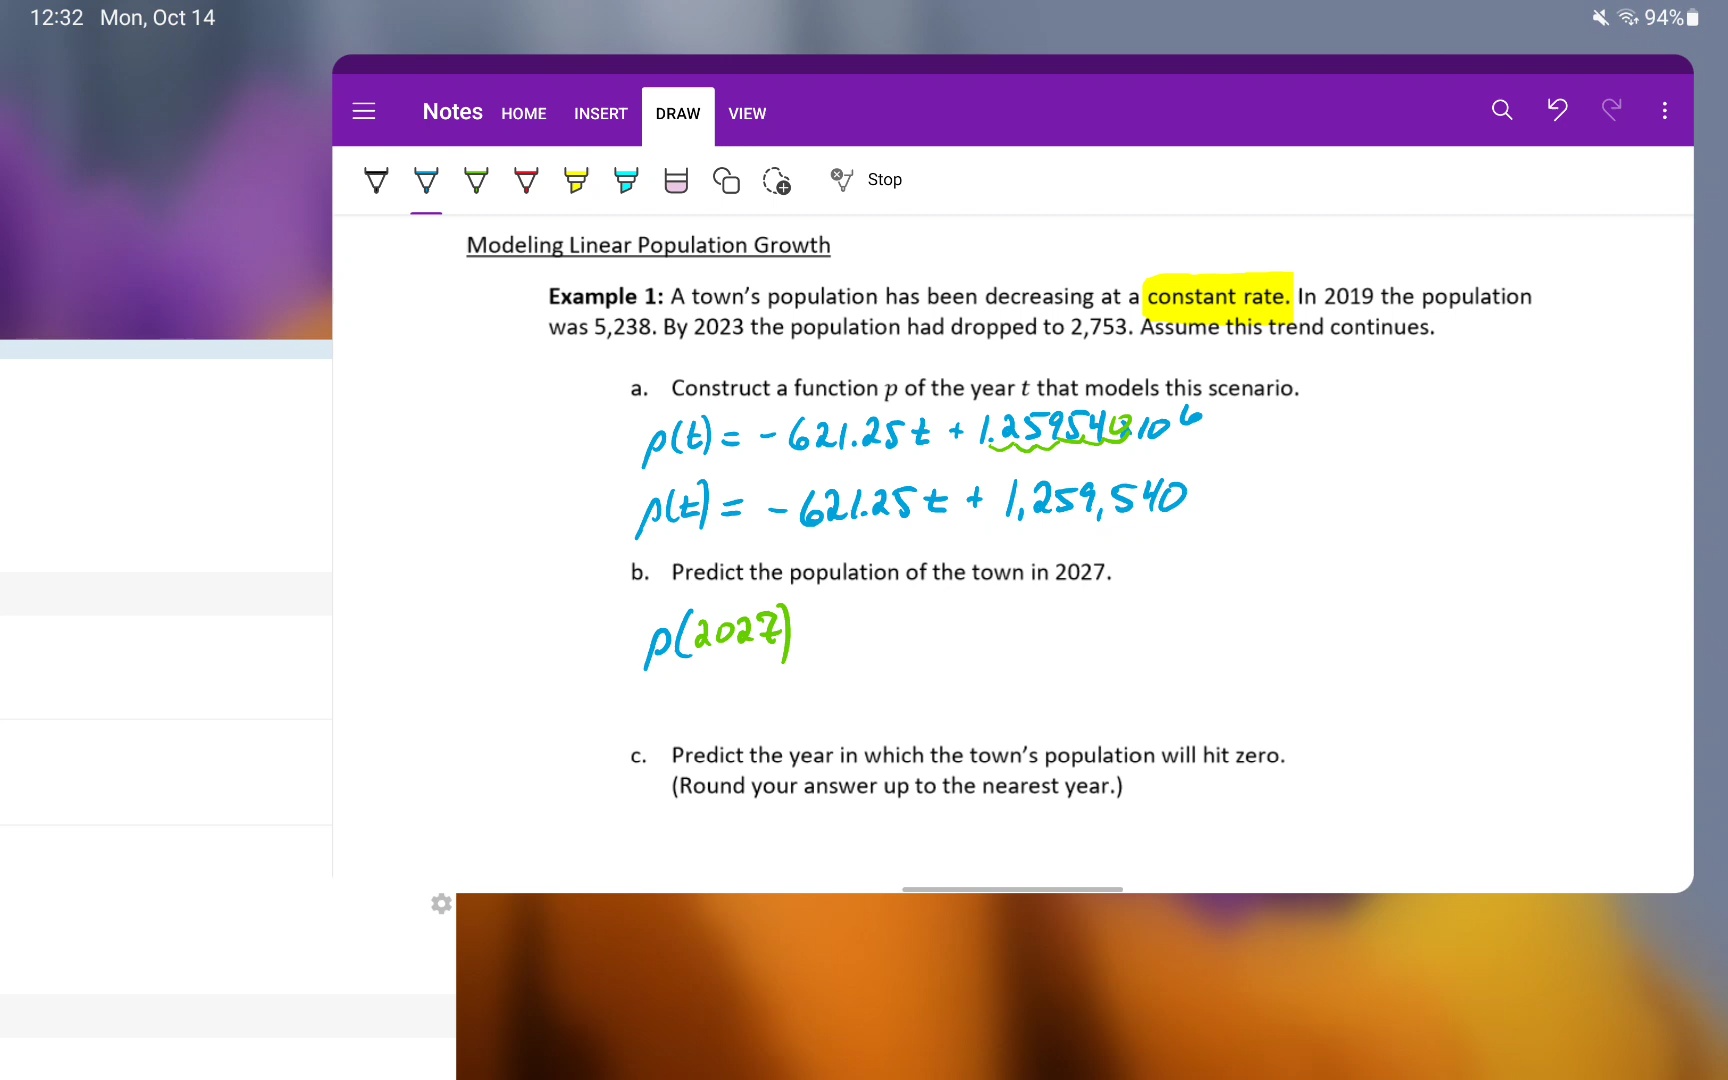 12:32 Mon, Oct 14
94%
Notes HOME INSERT DRAW VIEW
Stop
Modeling Linear Population Growth
Example 1: A town's population has been decreasing at a constant rate. In 2019 the population
was 5,238. By 2023 the population had dropped to 2,753. Assume this trend continues.
a. Construct a function p of the year t that models this scenario.
p(t) = - 621.25t + 1.259540 x 10^6
p(t) = - 621.25t + 1,259,540
b. Predict the population of the town in 2027.
p(2027)
c. Predict the year in which the town's population will hit zero.
(Round your answer up to the nearest year.)